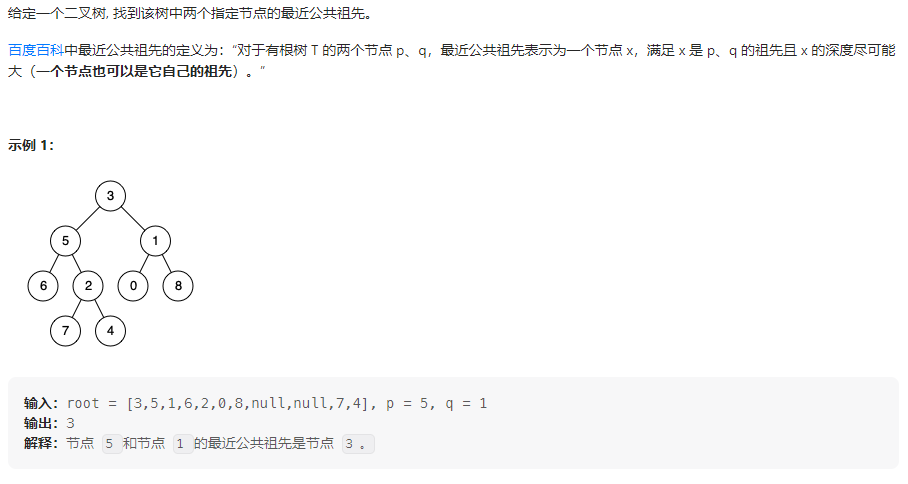 给定一个二叉树, 找到该树中两个指定节点的最近公共祖先。
百度百科中最近公共祖先的定义为：“对于有根树 T 的两个节点 p、q，最近公共祖先表示为一个节点 x，满足 x 是 p、q 的祖先且 x 的深度尽可能
大（一个节点也可以是它自己的祖先）。”
示例 1：
3
5 1
6 2 0 8
7 4
输入：root = [3,5,1,6,2,0,8,null,null,7,4], p = 5, q = 1
输出：3
解释：节点 5 和节点 1 的最近公共祖先是节点 3 。